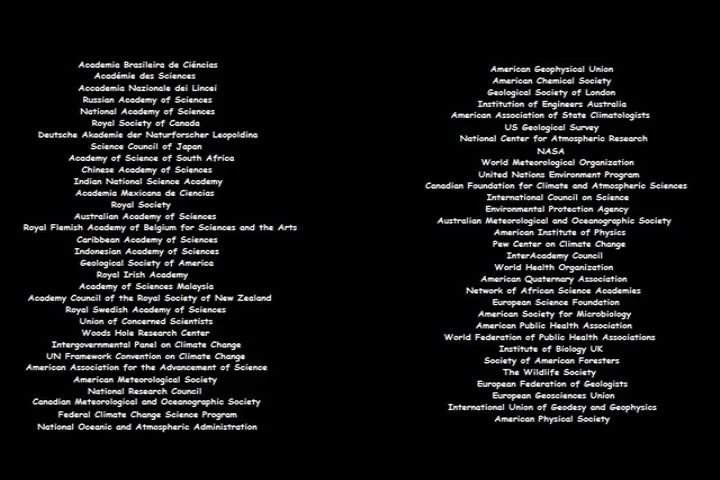 Academia Brasileira de Ciéncias
Académie des Sciences
Accademia Nazionale dei Lincei
Russian Academy of Sciences
National Academy of Sciences
Royal Society of Canada
Deutsche Akademie der Naturforscher Leopoldina
Science Council of Japan
Academy of Science of South Africa
Chinese Academy of Sciences
Indian National Science Academy
Academia Mexicana de Ciencias
Royal Society
Australian Academy of Sciences
Royal Flemish Academy of Belgium for Sciences and the Arts
Caribbean Academy of Sciences
Indonesian Academy of Sciences
Geological Society of America
Royal Irish Academy
Academy of Sciences Malaysia
Academy Council of the Royal Society of New Zealand
Royal Swedish Academy of Sciences
Union of Concerned Scientists
Woods Hole Research Center
Intergovernmental Panel on Climate Change
UN Framework Convention on Climate Change
American Association for the Advancement of Science
American Meteorological Society
National Research Council
Canadian Meteorological and Oceanographic Society
Federal Climate Change Science Program
National Oceanic and Atmospheric Administration
American Geophysical Union
American Chemical Society
Geological Society of London
Institution of Engineers Australia
American Association of State Climatologists
US Geological Survey
National Center for Atmospheric Research
NASA
World Meteorological Organization
United Nations Environment Program
Canadian Foundation for Climate and Atmospheric Sciences
International Council on Science
Environmental Protection Agency
Australian Meteorological and Oceanographic Society
American Institute of Physics
Pew Center on Climate Change
InterAcademy Council
World Health Organization
American Quaternary Association
Network of African Science Academies
European Science Foundation
American Society for Microbiology
American Public Health Association
World Federation of Public Health Associations
Institute of Biology UK
Society of American Foresters
The Wildlife Society
European Federation of Geologists
European Geosciences Union
International Union of Geodesy and Geophysics
American Physical Society